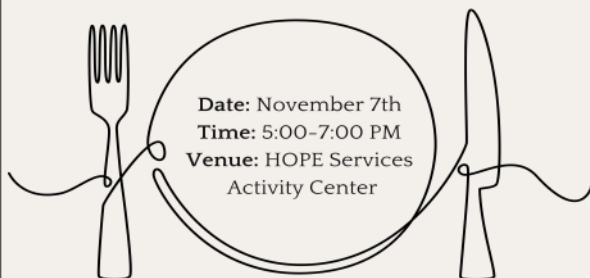 Date: November 7th
Time: 5:00-7:00 PM
Venue: HOPE Services
Activity Center